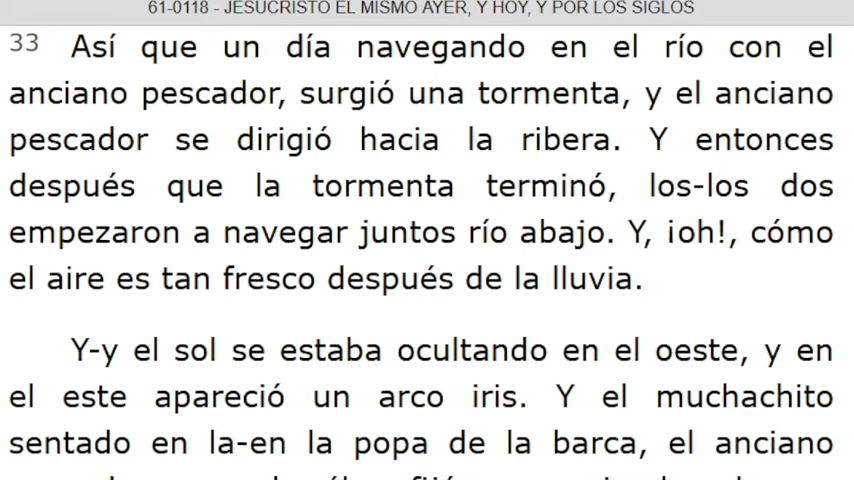 61-0118 - JESUCRISTO EL MISMO AYER, Y HOY, Y POR LOS SIGLOS
33 Así que un día navegando en el río con el
anciano pescador, surgió una tormenta, y el anciano
pescador se dirigió hacia la ribera. Y entonces
después que la tormenta terminó, los-los dos
empezaron a navegar juntos río abajo. Y, ¡oh!, cómo
el aire es tan fresco después de la lluvia.
Y-y el sol se estaba ocultando en el oeste, y en
el este apareció un arco iris. Y el muchachito
sentado en la-en la popa de la barca, el anciano